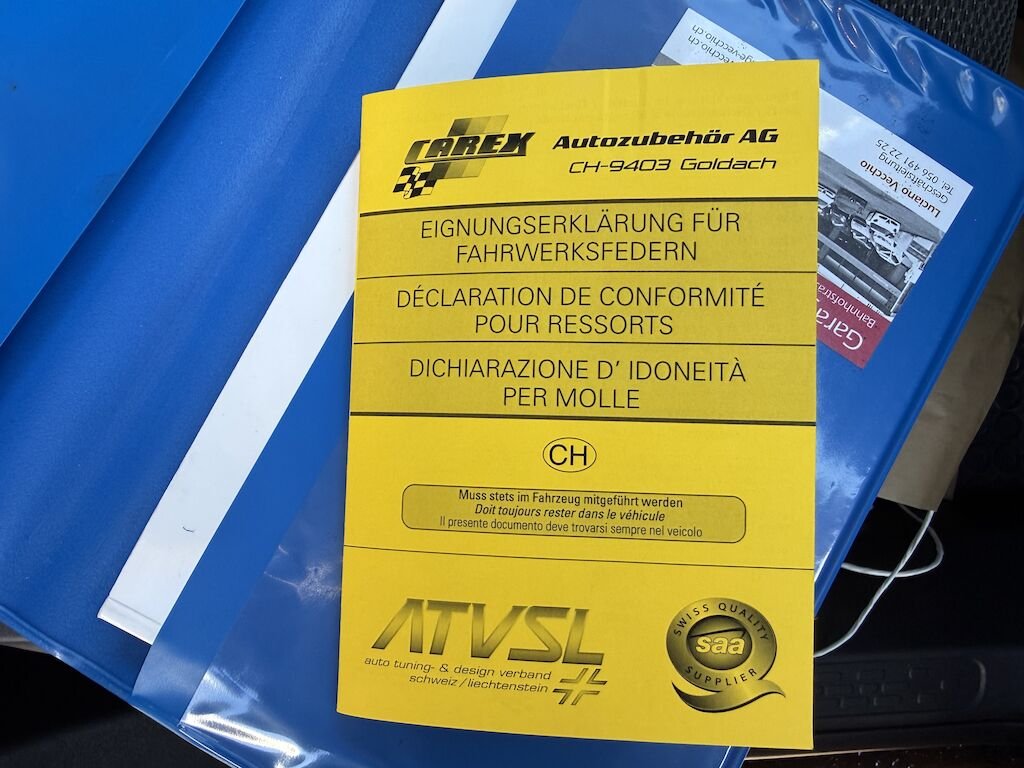 CAREX Autozubehör AG
CH-9403 Goldach
EIGNUNGSERKLÄRUNG FÜR
FAHRWERKSFEDERN
DÉCLARATION DE CONFORMITÉ
POUR RESSORTS
DICHIARAZIONE D' IDONEITÀ
PER MOLLE
CH
Muss stets im Fahrzeug mitgeführt werden
Doit toujours rester dans le véhicule
Il presente documento deve trovarsi sempre nel veicolo
ATVSL
auto tuning- & design verband
schweiz/liechtenstein
SWISS QUALITY
saa
SUPPLIER
Luciano Vecchio
Geschäftsleitung
Tel. 056 491 22 25